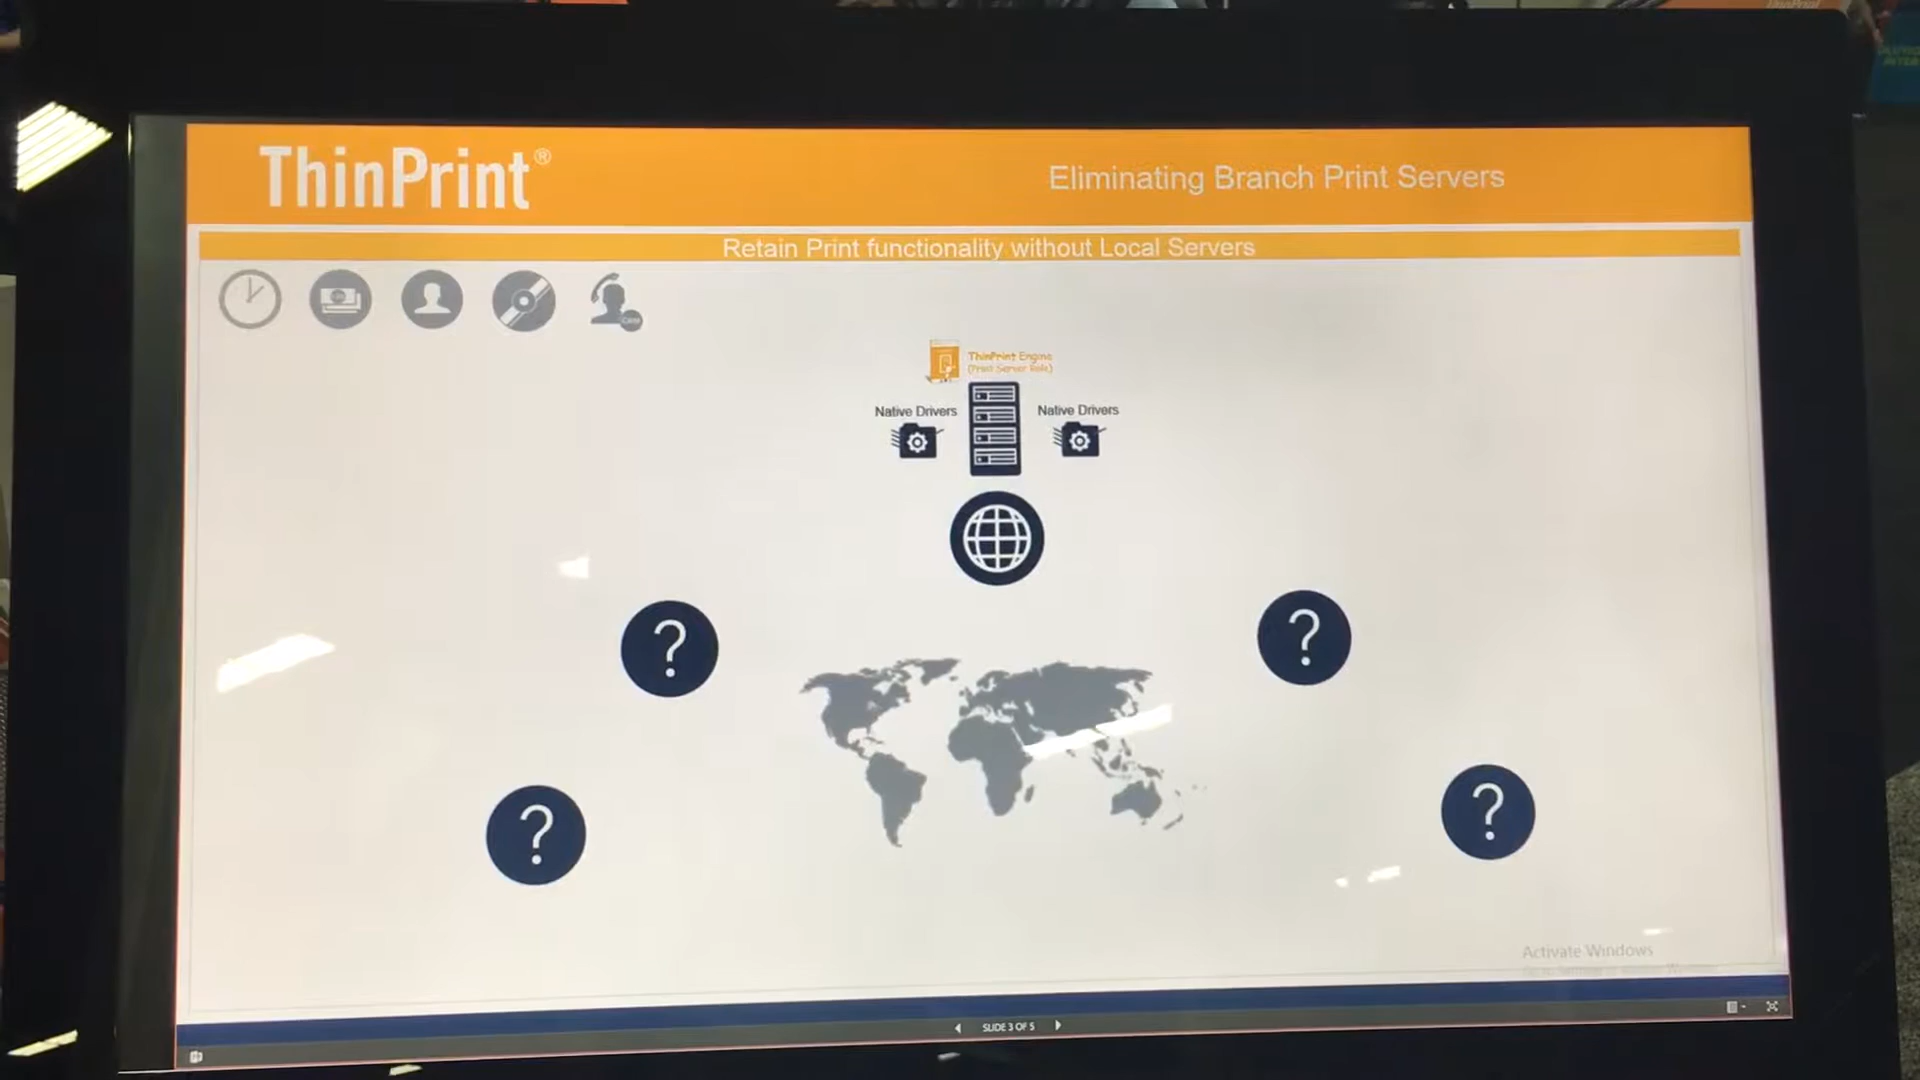 ThinPrint
ThinPrint®
Eliminating Branch Print Servers
Retain Print functionality without Local Servers
ThinPrint Engine
(Print Server Role)
Native Drivers
Native Drivers
?
?
?
?
Activate Windows
SLIDE 3 OF 5